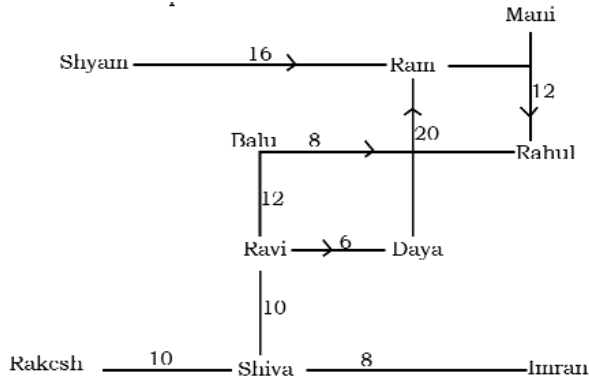 Mani
Shyam 16 Ram
12
Balu 8 20 Rahul
12
Ravi 6 Daya
10
Rakesh 10 Shiva 8 Imran